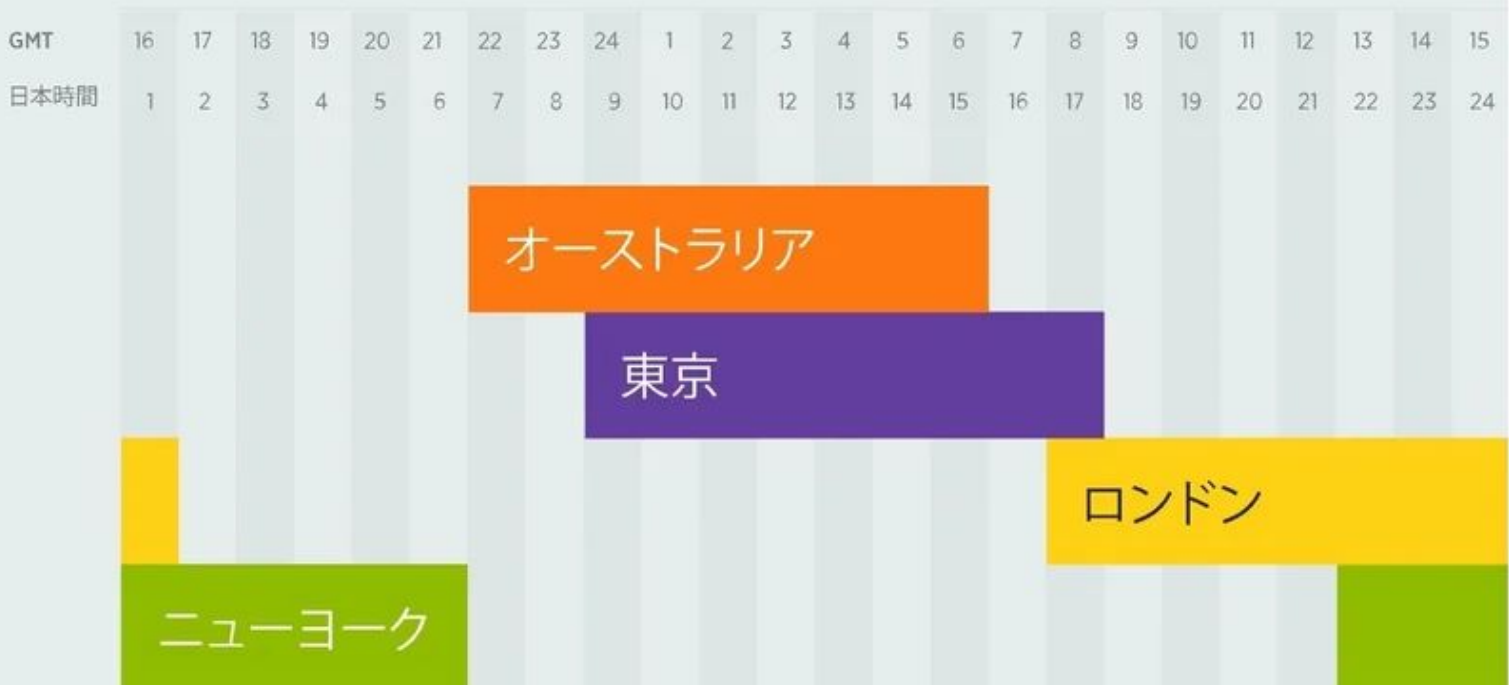 GMT 16 17 18 19 20 21 22 23 24 1 2 3 4 5 6 7 8 9 10 11 12 13 14 15
日本時間 1 2 3 4 5 6 7 8 9 10 11 12 13 14 15 16 17 18 19 20 21 22 23 24
オーストラリア
東京
ロンドン
ニューヨーク